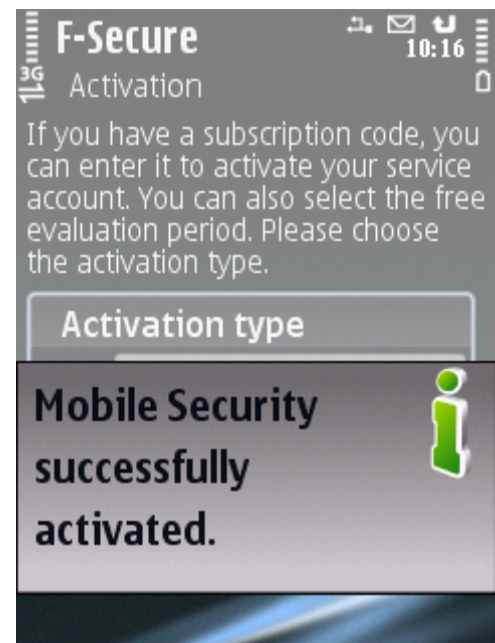 F-Secure
10:16
3G
Activation
If you have a subscription code, you
can enter it to activate your service
account. You can also select the free
evaluation period. Please choose
the activation type.
Activation type
Mobile Security
successfully
activated.